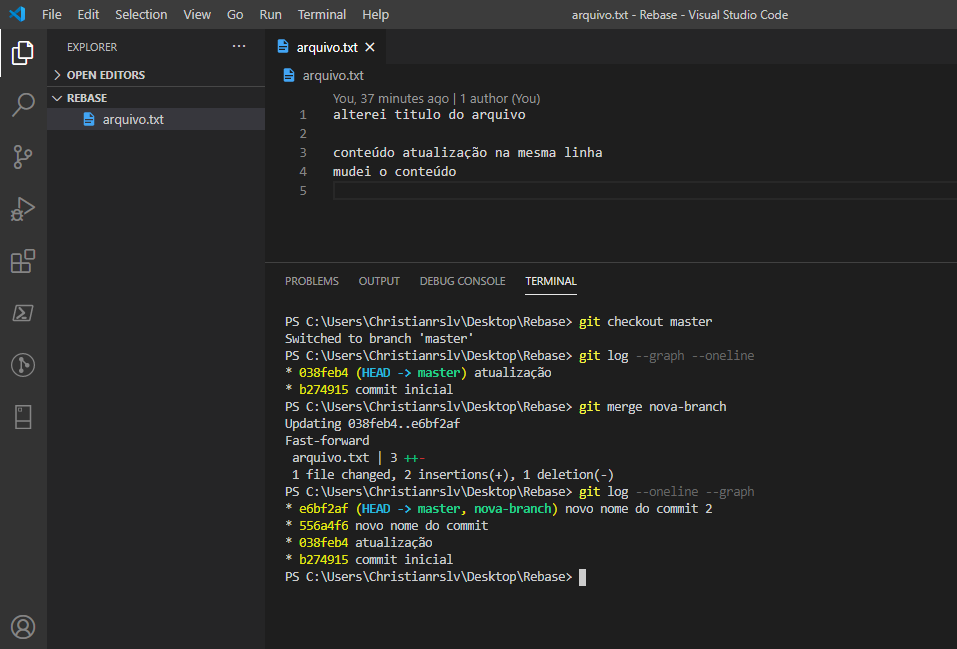 File Edit Selection View Go Run Terminal Help arquivo.txt - Rebase - Visual Studio Code
EXPLORER ···
OPEN EDITORS
REBASE
arquivo.txt
arquivo.txt
arquivo.txt
You, 37 minutes ago | 1 author (You)
1 alterei titulo do arquivo
2
3 conteúdo atualização na mesma linha
4 mudei o conteúdo
5
PROBLEMS OUTPUT DEBUG CONSOLE TERMINAL
PS C:\Users\Christianrslv\Desktop\Rebase> git checkout master
Switched to branch 'master'
PS C:\Users\Christianrslv\Desktop\Rebase> git log --graph --oneline
* 038feb4 (HEAD -> master) atualização
* b274915 commit inicial
PS C:\Users\Christianrslv\Desktop\Rebase> git merge nova-branch
Updating 038feb4..e6bf2af
Fast-forward
arquivo.txt | 3 ++-
1 file changed, 2 insertions(+), 1 deletion(-)
PS C:\Users\Christianrslv\Desktop\Rebase> git log --oneline --graph
* e6bf2af (HEAD -> master, nova-branch) novo nome do commit 2
* 556a4f6 novo nome do commit
* 038feb4 atualização
* b274915 commit inicial
PS C:\Users\Christianrslv\Desktop\Rebase>